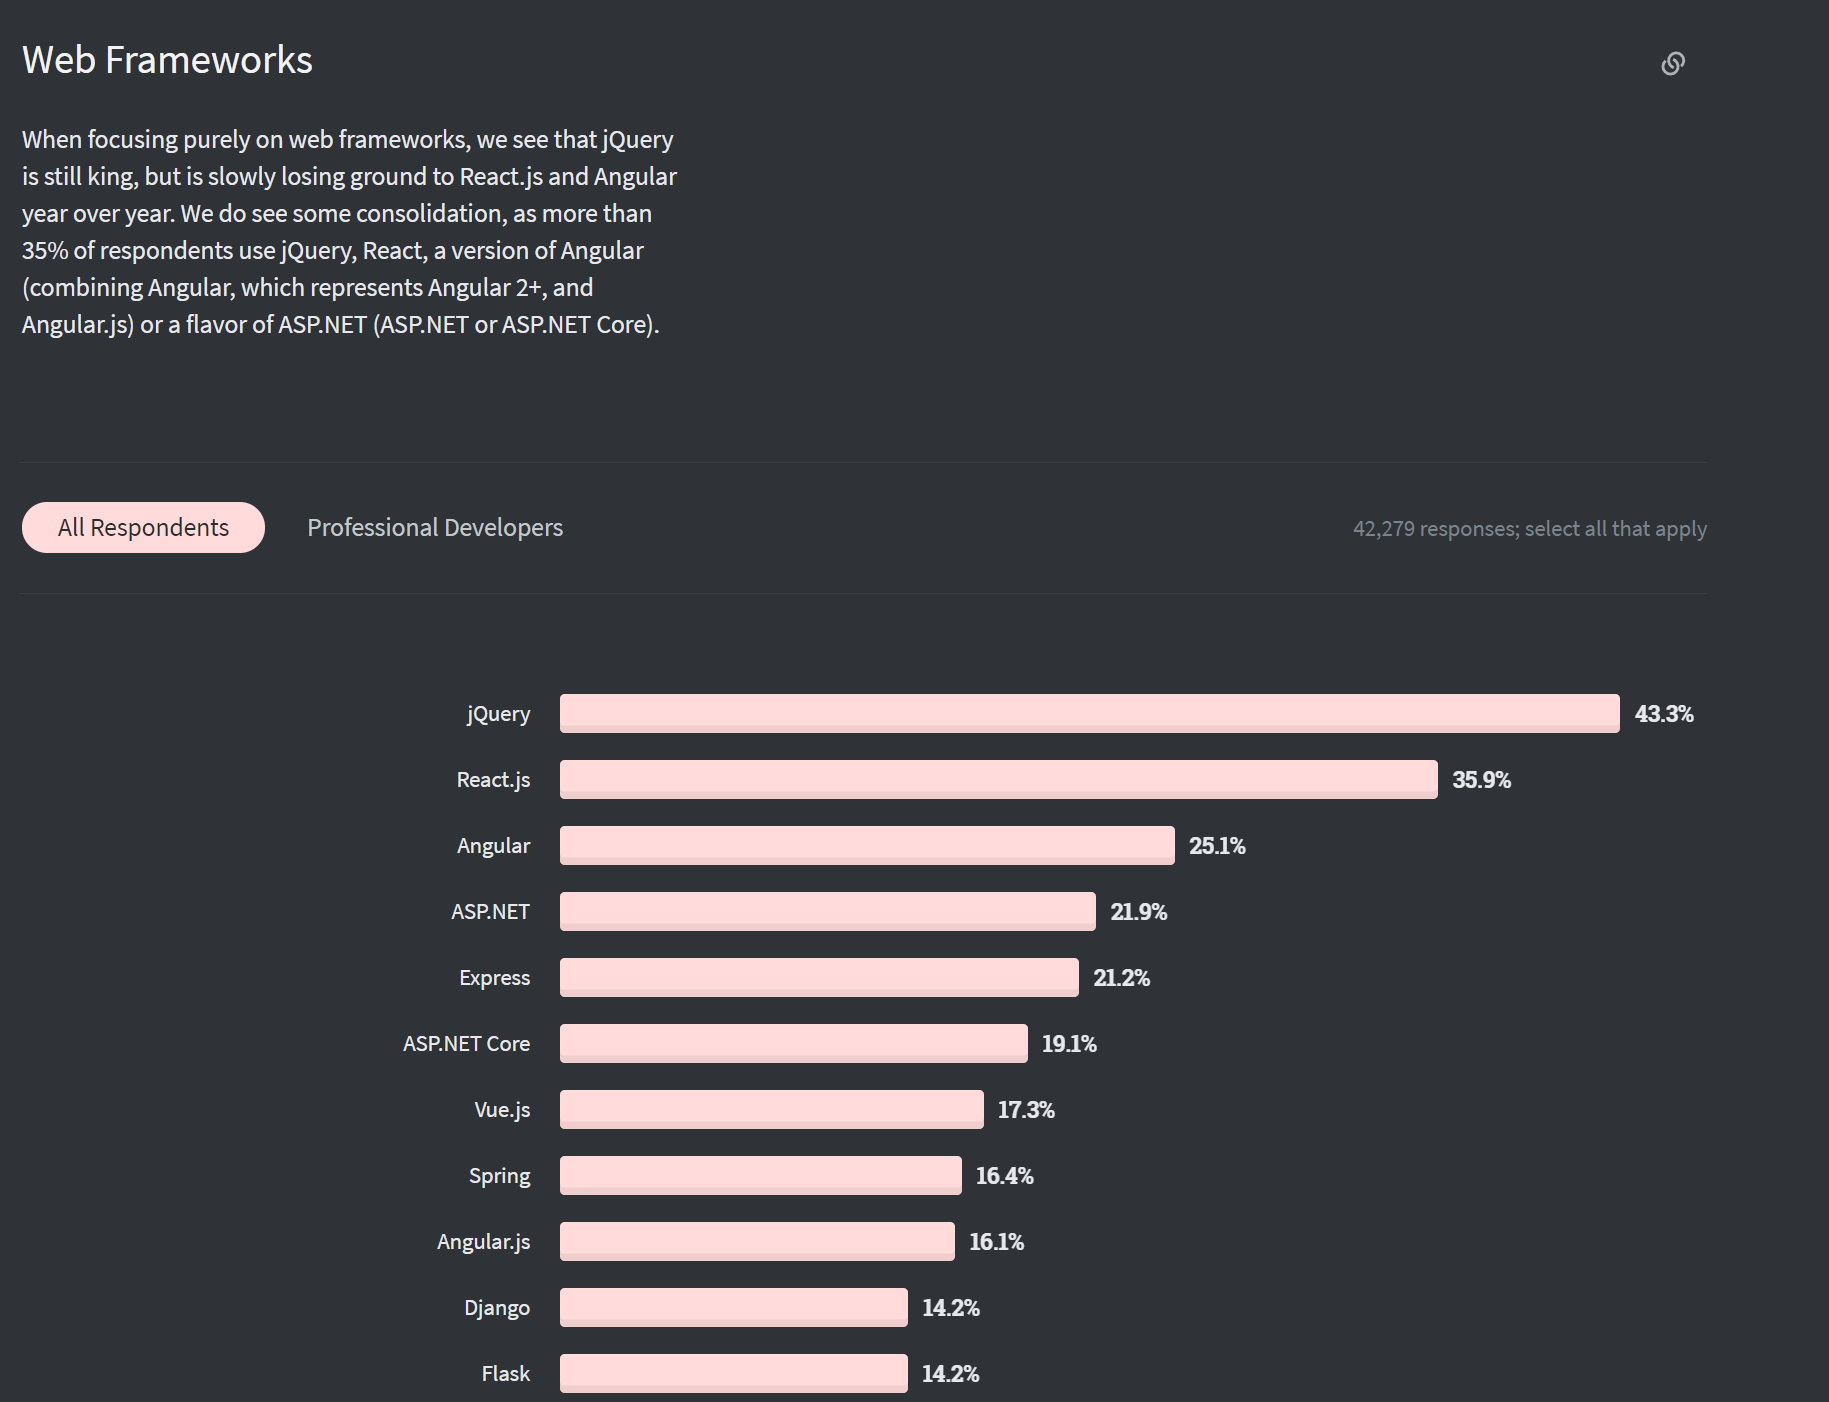 Web Frameworks
When focusing purely on web frameworks, we see that jQuery
is still king, but is slowly losing ground to React.js and Angular
year over year. We do see some consolidation, as more than
35% of respondents use jQuery, React, a version of Angular
(combining Angular, which represents Angular 2+, and
Angular.js) or a flavor of ASP.NET (ASP.NET or ASP.NET Core).
All Respondents Professional Developers 42,279 responses; select all that apply
jQuery 43.3%
React.js 35.9%
Angular 25.1%
ASP.NET 21.9%
Express 21.2%
ASP.NET Core 19.1%
Vue.js 17.3%
Spring 16.4%
Angular.js 16.1%
Django 14.2%
Flask 14.2%